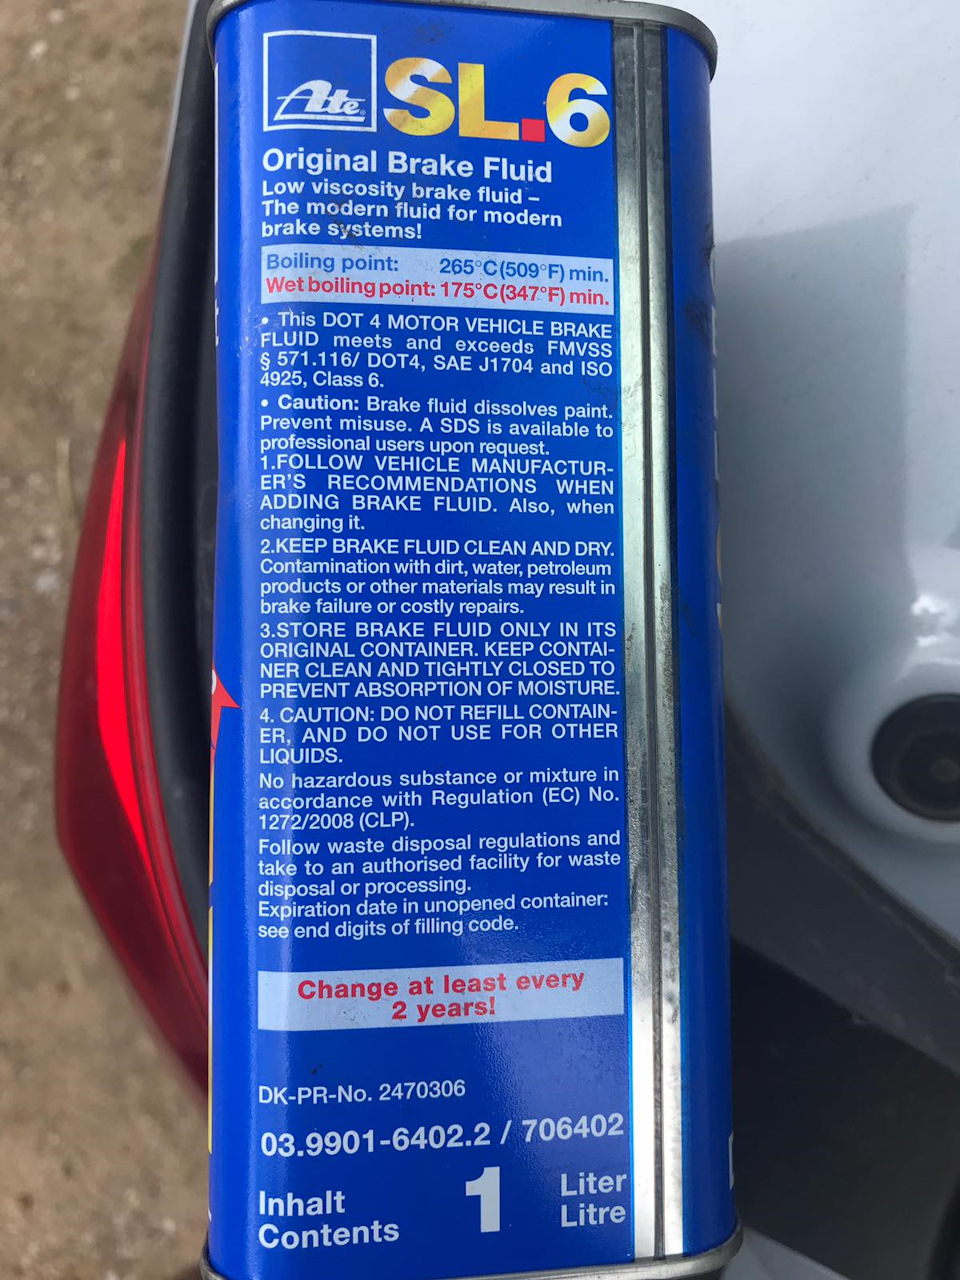 Ate®
SL.6
Original Brake Fluid
Low viscosity brake fluid –
The modern fluid for modern
brake systems!
Boiling point: 265°C(509°F) min.
Wet boiling point: 175°C(347°F) min.
• This DOT 4 MOTOR VEHICLE BRAKE
FLUID meets and exceeds FMVSS
§ 571.116/ DOT4, SAE J1704 and ISO
4925, Class 6.
• Caution: Brake fluid dissolves paint.
Prevent misuse. A SDS is available to
professional users upon request.
1.FOLLOW VEHICLE MANUFACTUR-
ER'S RECOMMENDATIONS WHEN
ADDING BRAKE FLUID. Also, when
changing it.
2.KEEP BRAKE FLUID CLEAN AND DRY.
Contamination with dirt, water, petroleum
products or other materials may result in
brake failure or costly repairs.
3.STORE BRAKE FLUID ONLY IN ITS
ORIGINAL CONTAINER. KEEP CONTAI-
NER CLEAN AND TIGHTLY CLOSED TO
PREVENT ABSORPTION OF MOISTURE.
4. CAUTION: DO NOT REFILL CONTAIN-
ER, AND DO NOT USE FOR OTHER
LIQUIDS.
No hazardous substance or mixture in
accordance with Regulation (EC) No.
1272/2008 (CLP).
Follow waste disposal regulations and
take to an authorised facility for waste
disposal or processing.
Expiration date in unopened container:
see end digits of filling code.
Change at least every
2 years!
DK-PR-No. 2470306
03.9901-6402.2 / 706402
Inhalt 1 Liter
Contents Litre